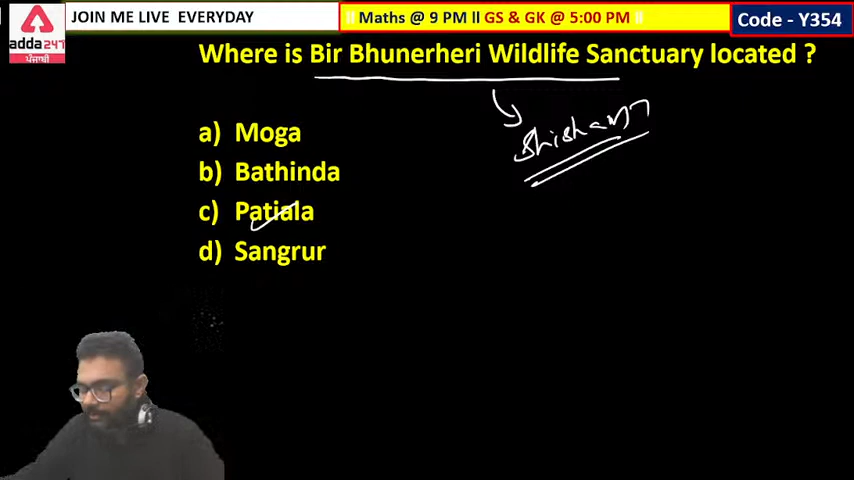 JOIN ME LIVE EVERYDAY
|| Maths @ 9 PM || GS & GK @ 5:00 PM ||
Code - Y354
adda247
ਪੰਜਾਬੀ
Where is Bir Bhunerheri Wildlife Sanctuary located ?
Shisham
a) Moga
b) Bathinda
c) Patiala
d) Sangrur